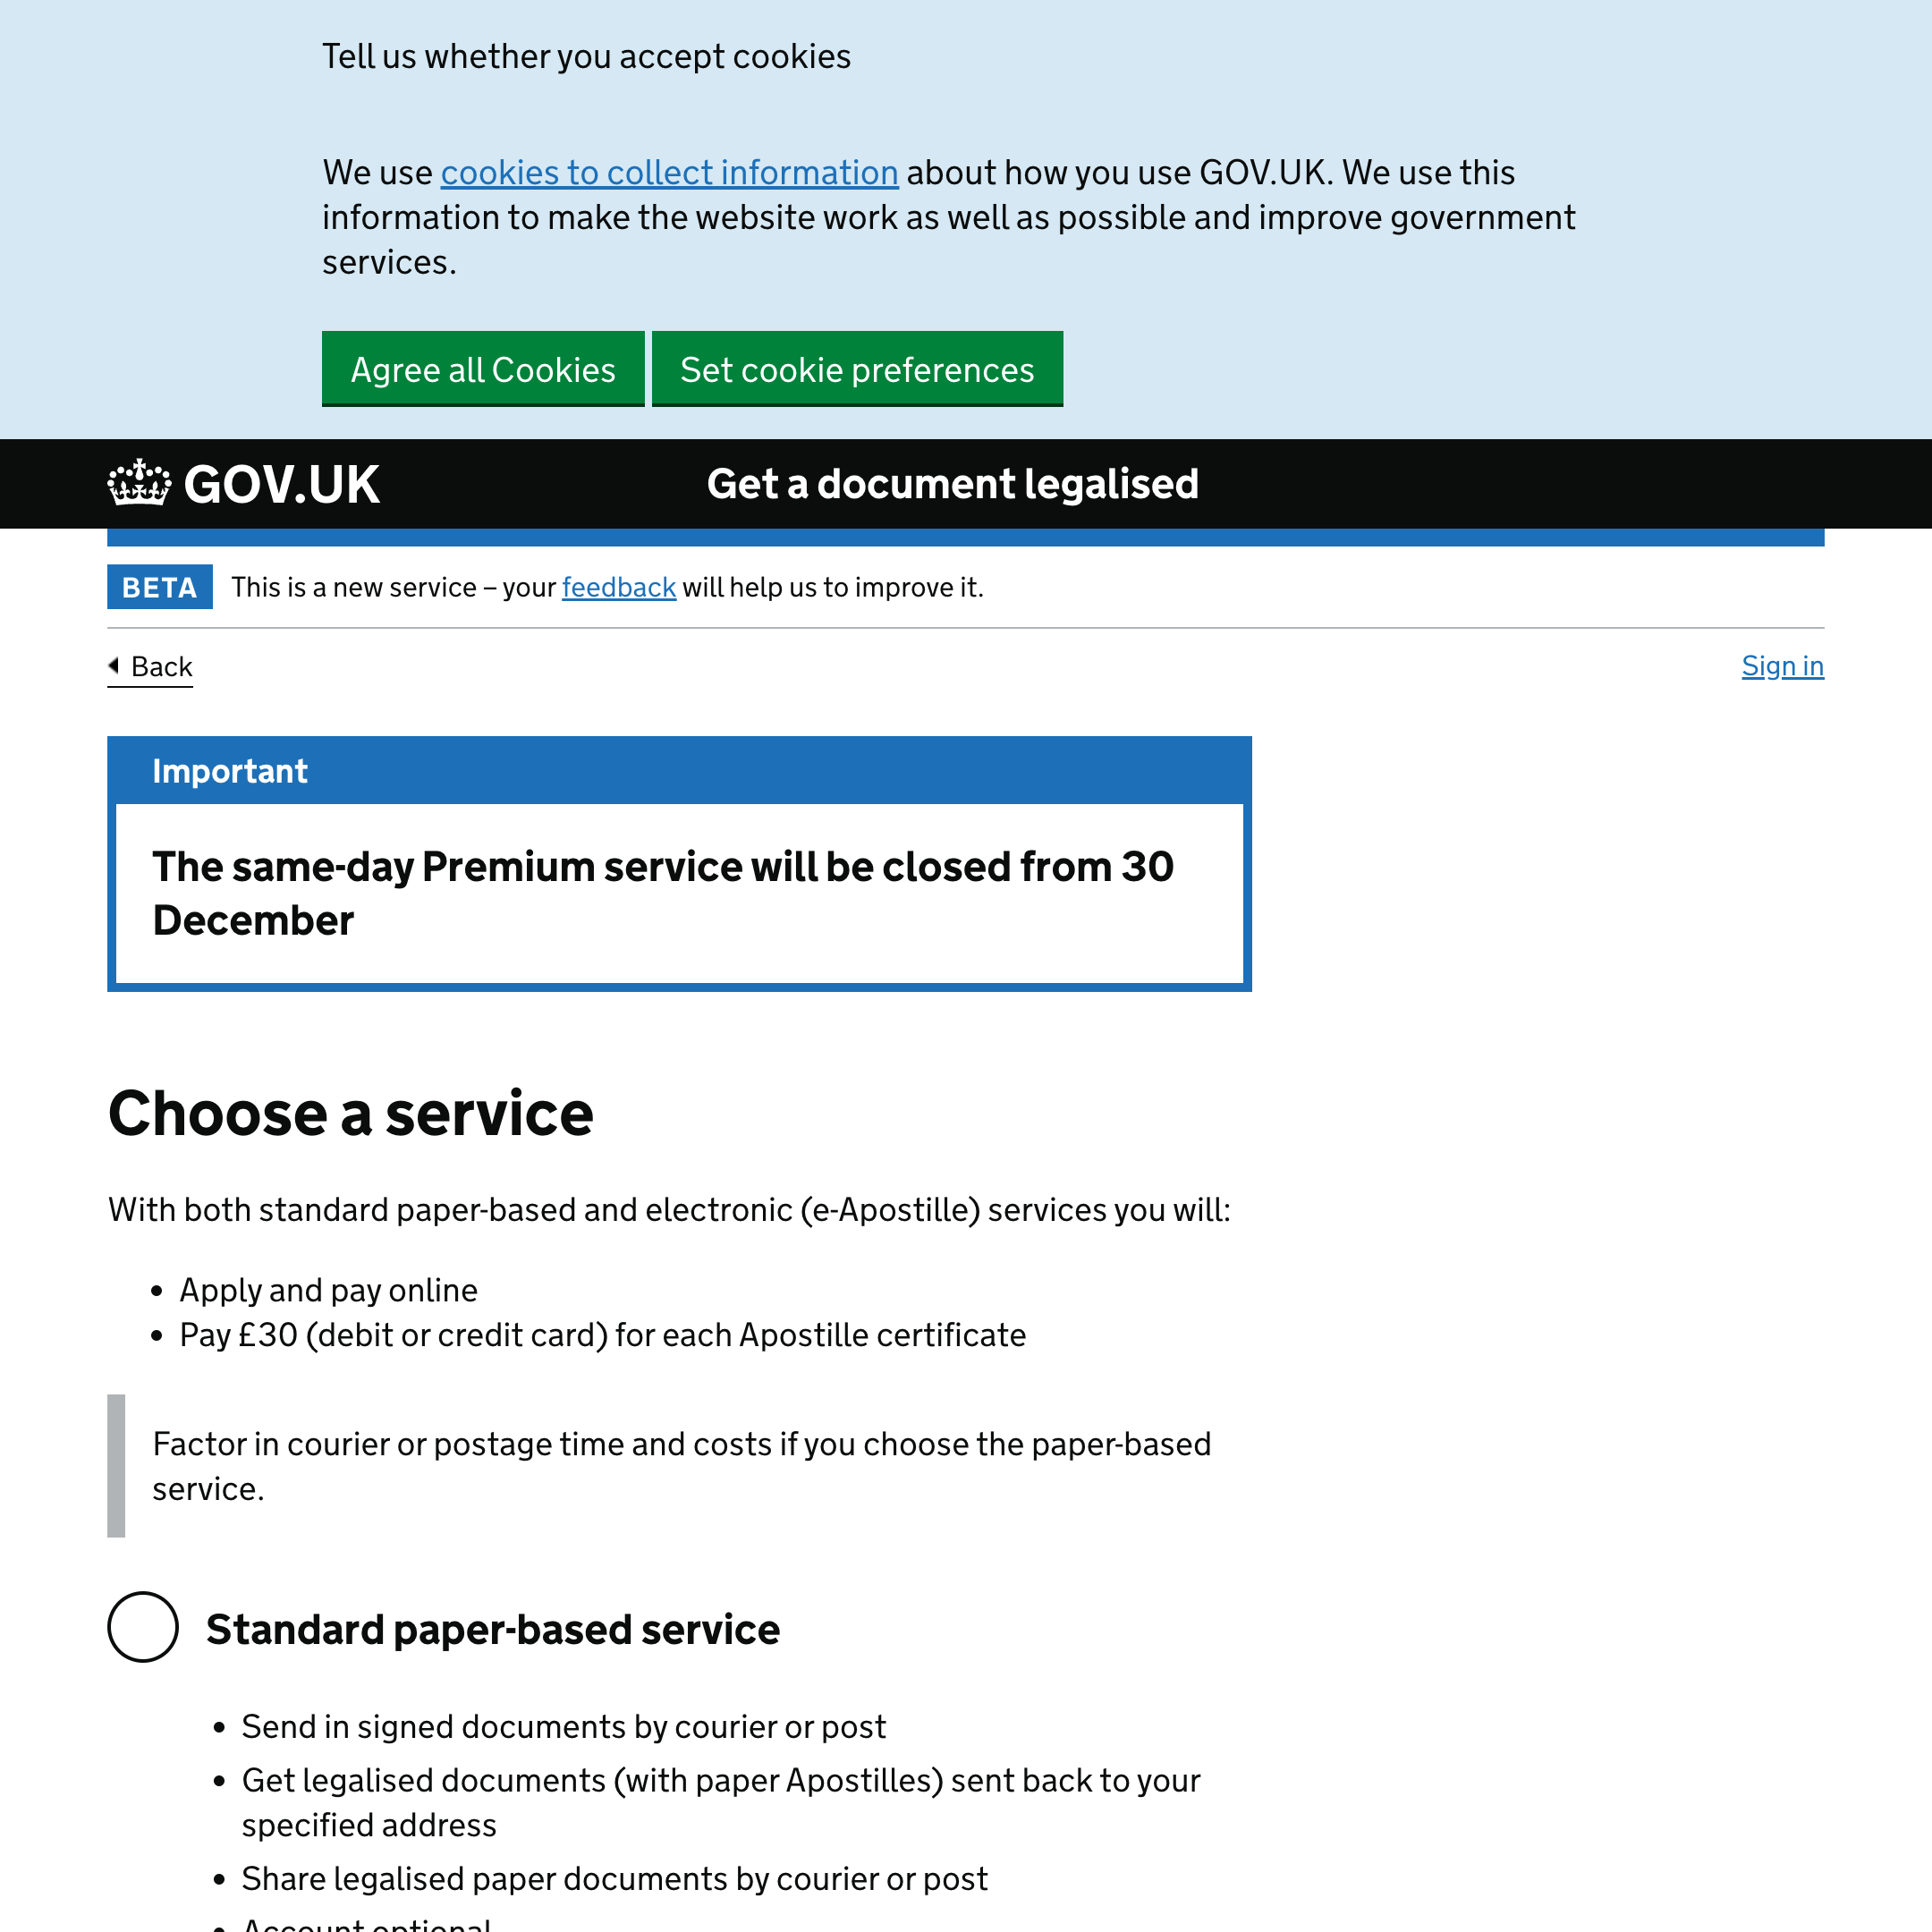 Tell us whether you accept cookies
We use cookies to collect information about how you use GOV.UK. We use this
information to make the website work as well as possible and improve government
services.
Agree all Cookies
Set cookie preferences
GOV.UK
Get a document legalised
BETA
This is a new service – your feedback will help us to improve it.
Back
Sign in
Important
The same-day Premium service will be closed from 30
December
Choose a service
With both standard paper-based and electronic (e-Apostille) services you will:
• Apply and pay online
• Pay £30 (debit or credit card) for each Apostille certificate
Factor in courier or postage time and costs if you choose the paper-based
service.
Standard paper-based service
• Send in signed documents by courier or post
• Get legalised documents (with paper Apostilles) sent back to your
specified address
• Share legalised paper documents by courier or post
• Account optional